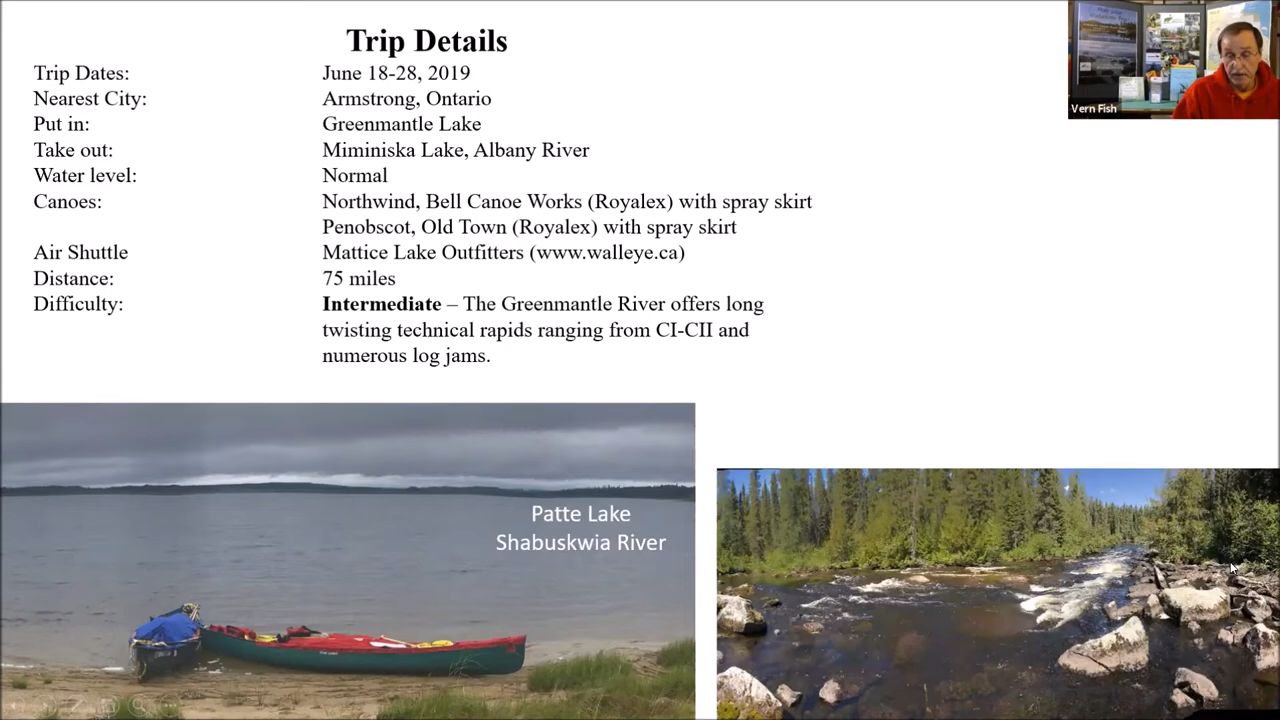 Trip Details
Trip Dates: June 18-28, 2019
Nearest City: Armstrong, Ontario
Put in: Greenmantle Lake
Take out: Miminiska Lake, Albany River
Water level: Normal
Canoes: Northwind, Bell Canoe Works (Royalex) with spray skirt
Penobscot, Old Town (Royalex) with spray skirt
Air Shuttle Mattice Lake Outfitters (www.walleye.ca)
Distance: 75 miles
Difficulty: Intermediate – The Greenmantle River offers long
twisting technical rapids ranging from CI-CII and
numerous log jams.
Vern Fish
Patte Lake
Shabuskwia River